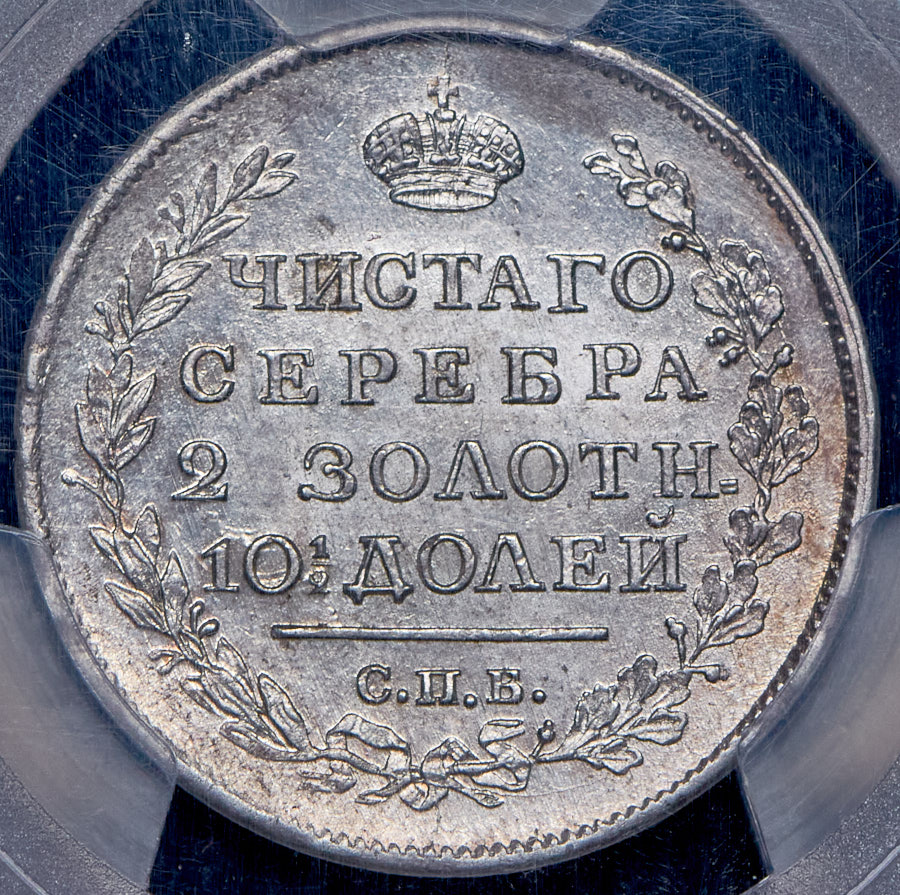 ЧИСТАГО
СЕРЕБРА
2 ЗОЛОТН.
10½ ДОЛЕЙ
С.П.Б.